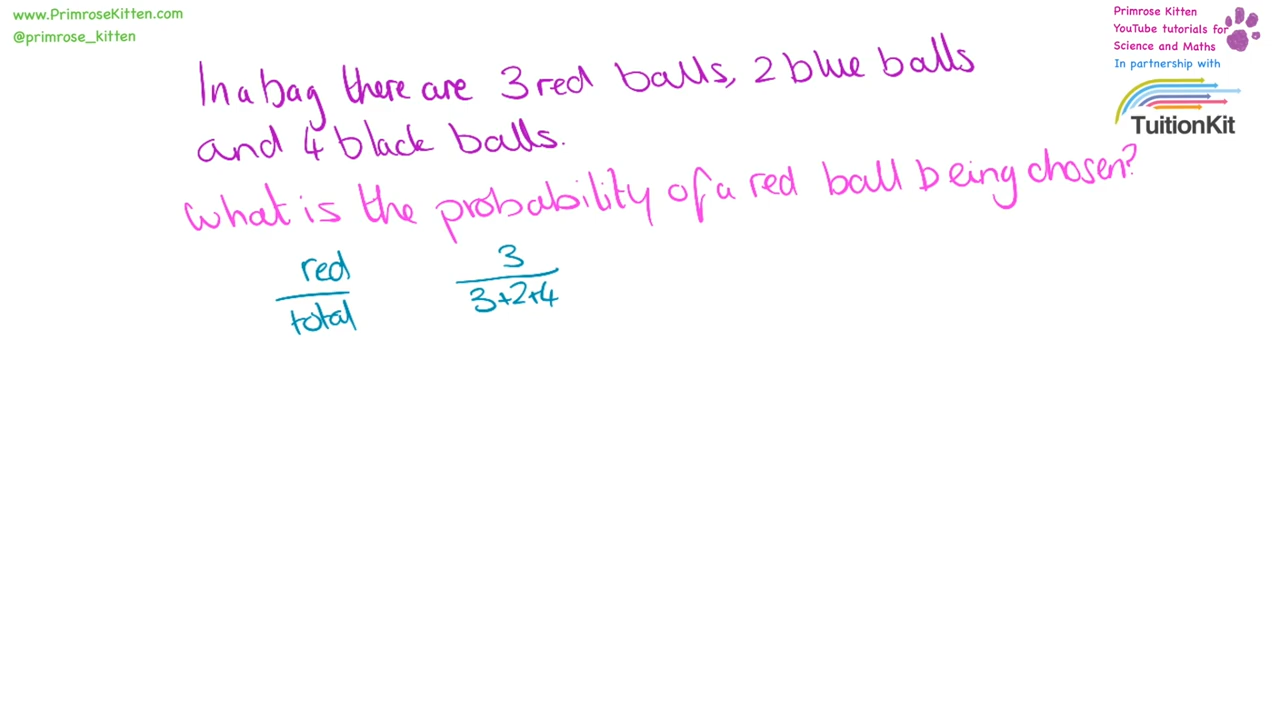 www.PrimroseKitten.com
@primrose_kitten
Primrose Kitten
YouTube tutorials for
Science and Maths
In partnership with
TuitionKit
In a bag there are 3 red balls, 2 blue balls
and 4 black balls.
What is the probability of a red ball being chosen?
red
total
3
3+2+4